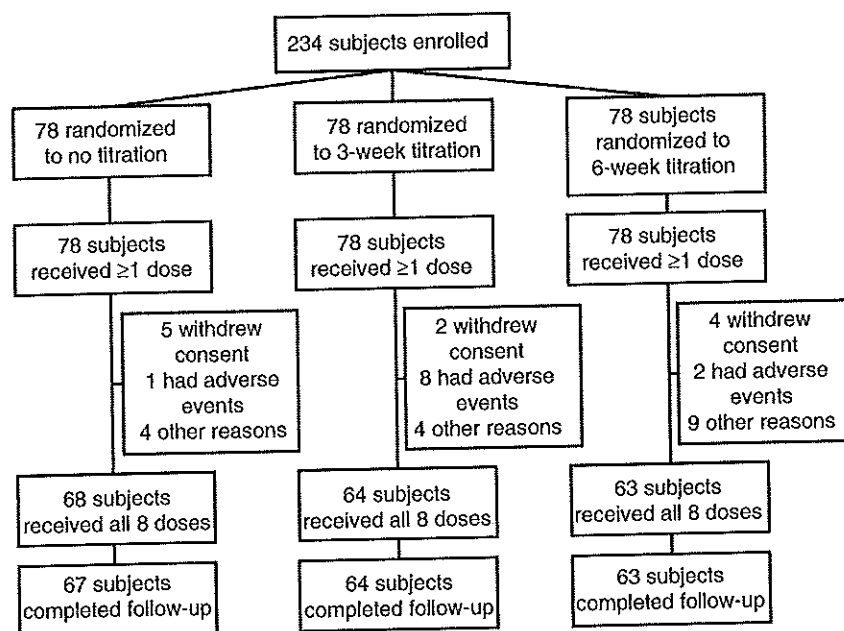 234 subjects enrolled
78 randomized
to no titration
78 randomized
to 3-week titration
78 subjects
randomized to
6-week titration
78 subjects
received ≥1 dose
78 subjects
received ≥1 dose
78 subjects
received ≥1 dose
5 withdrew
consent
1 had adverse
events
4 other reasons
2 withdrew
consent
8 had adverse
events
4 other reasons
4 withdrew
consent
2 had adverse
events
9 other reasons
68 subjects
received all 8 doses
64 subjects
received all 8 doses
63 subjects
received all 8 doses
67 subjects
completed follow-up
64 subjects
completed follow-up
63 subjects
completed follow-up